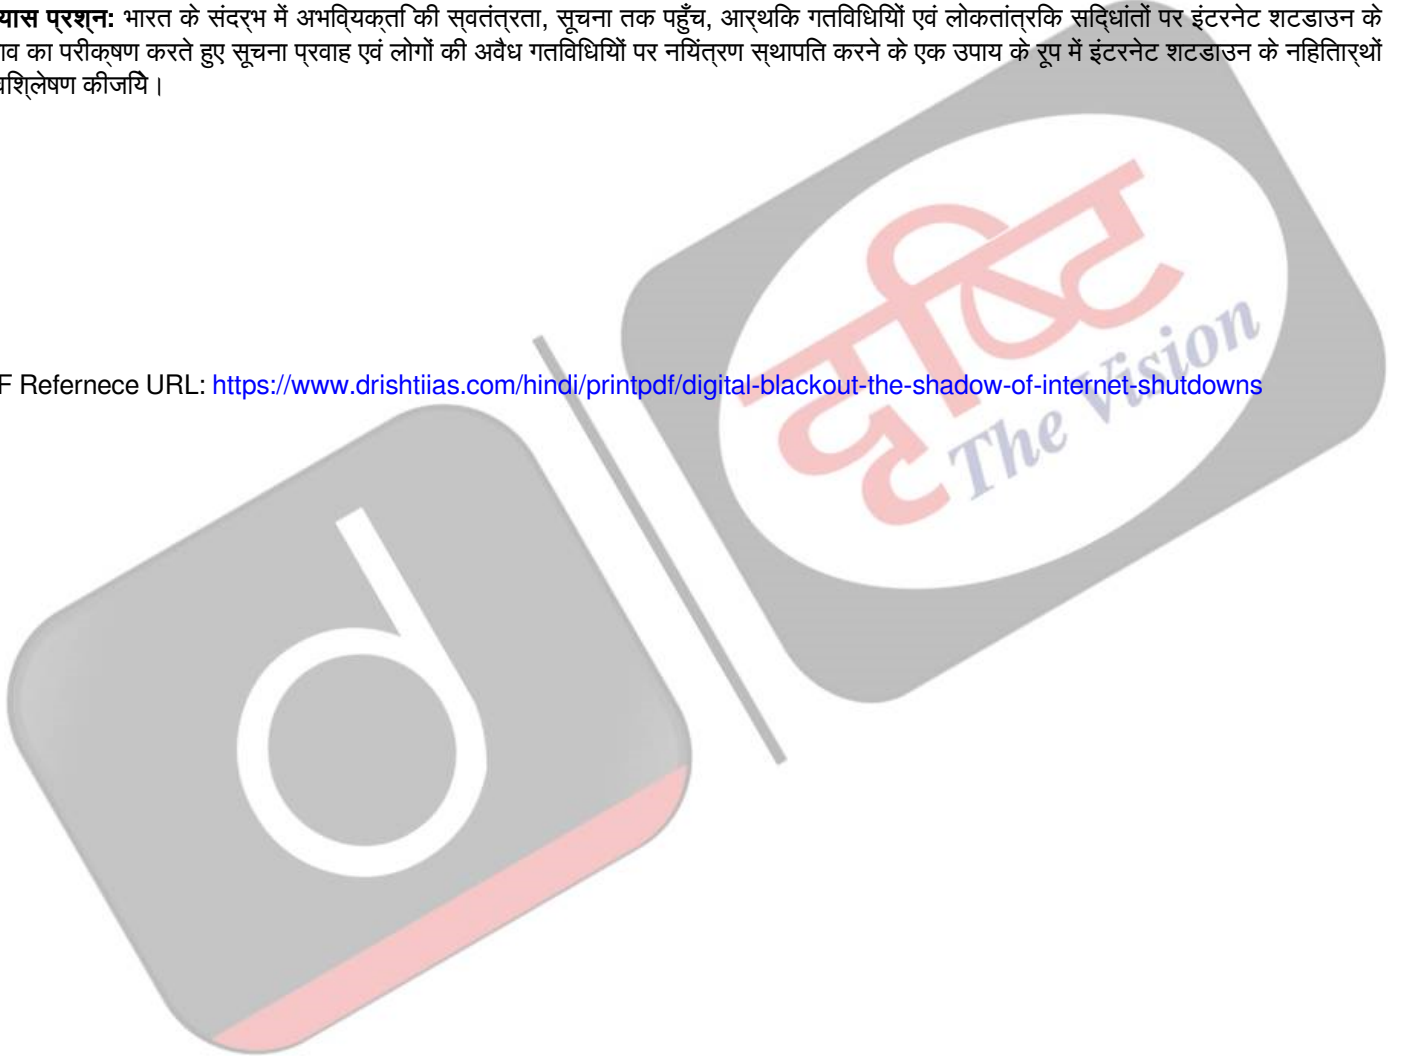 यास प्रश्न: भारत के संदर्भ में अभिव्यक्ति की स्वतंत्रता, सूचना तक पहुँच, आर्थिक गतिविधियों एवं लोकतांत्रिक सिद्धांतों पर इंटरनेट शटडाउन के
ाव का परीक्षण करते हुए सूचना प्रवाह एवं लोगों की अवैध गतिविधियों पर नियंत्रण स्थापित करने के एक उपाय के रूप में इंटरनेट शटडाउन के निहितार्थों
विश्लेषण कीजिये।
दृष्टि
The Vision
F Refernece URL: https://www.drishtiias.com/hindi/printpdf/digital-blackout-the-shadow-of-internet-shutdowns
d